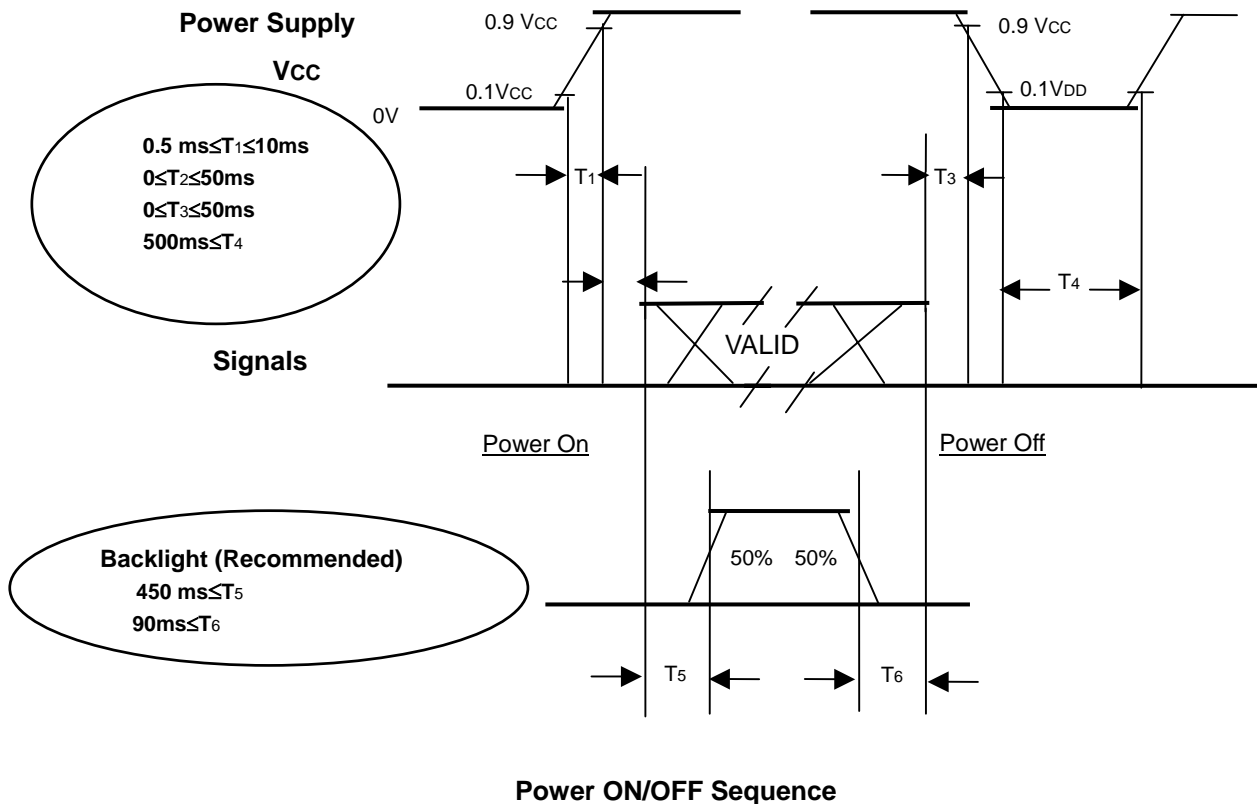 Power Supply
0.9 VCC
0.9 VCC
VCC
0.1VCC
0.1VDD
0V
0.5 ms≤T1≤10ms
0≤T2≤50ms
0≤T3≤50ms
500ms≤T4
T1
T3
T4
VALID
Signals
Power On
Power Off
Backlight (Recommended)
450 ms≤T5
90ms≤T6
50%
50%
T5
T6
Power ON/OFF Sequence